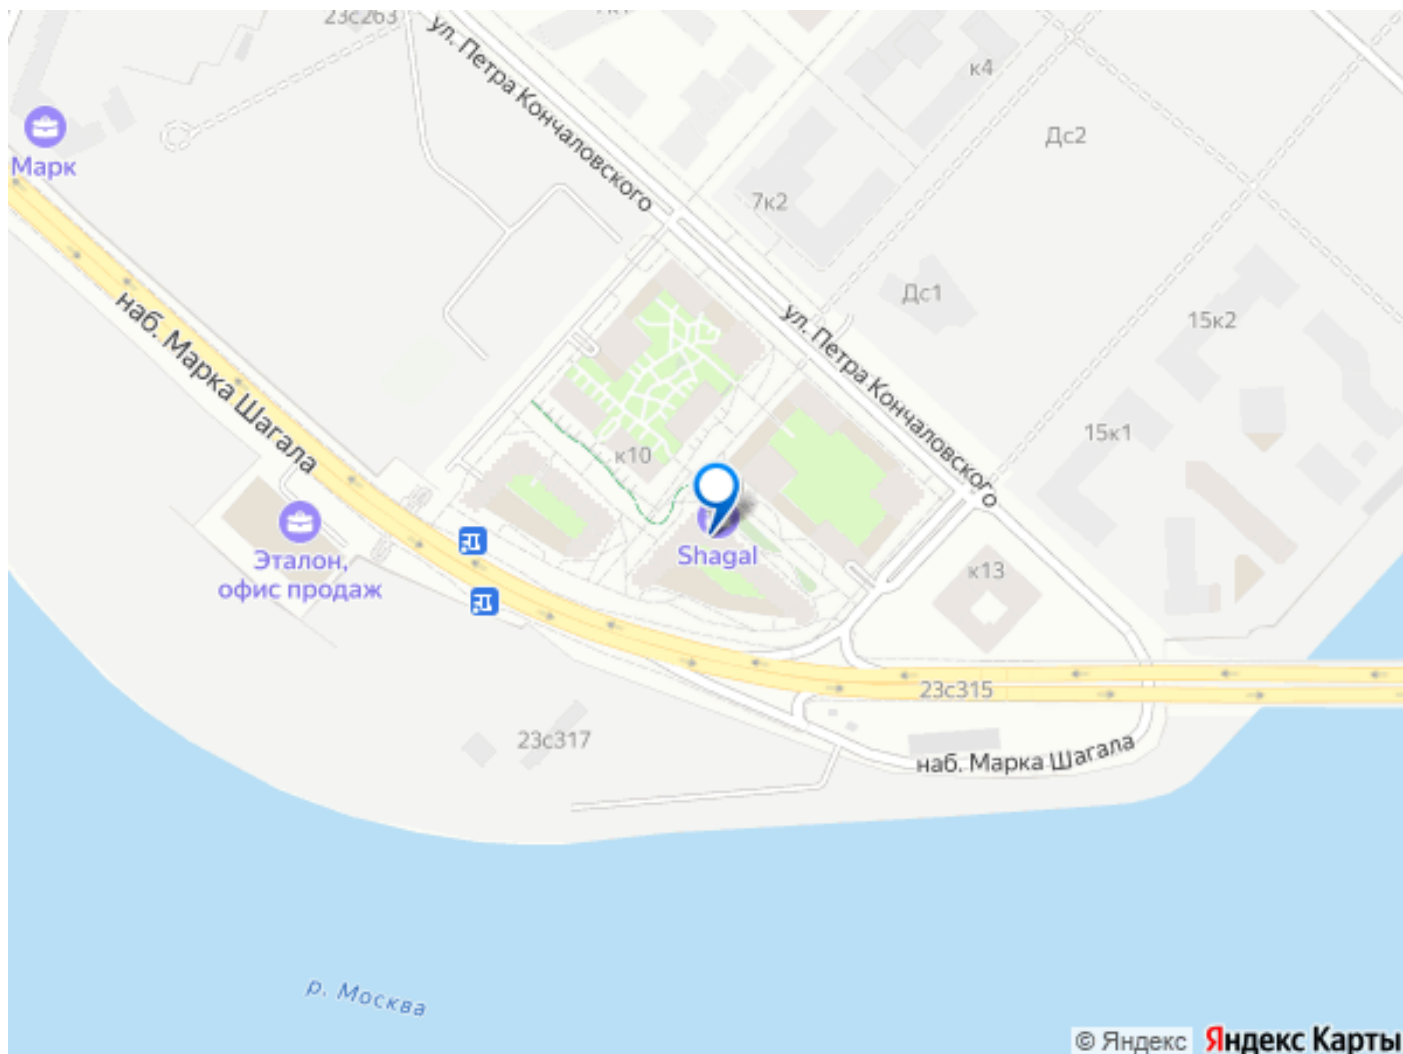 23с263
ул. Петра Кончаловского
к4
Марк
Дс2
7к2
Дс1
наб. Марка Шагала
ул. Петра Кончаловского
15к2
15к1
к10
Shagal
Эталон,
офис продаж
к13
23с315
23с317
наб. Марка Шагала
р. Москва
© Яндекс Яндекс Карты